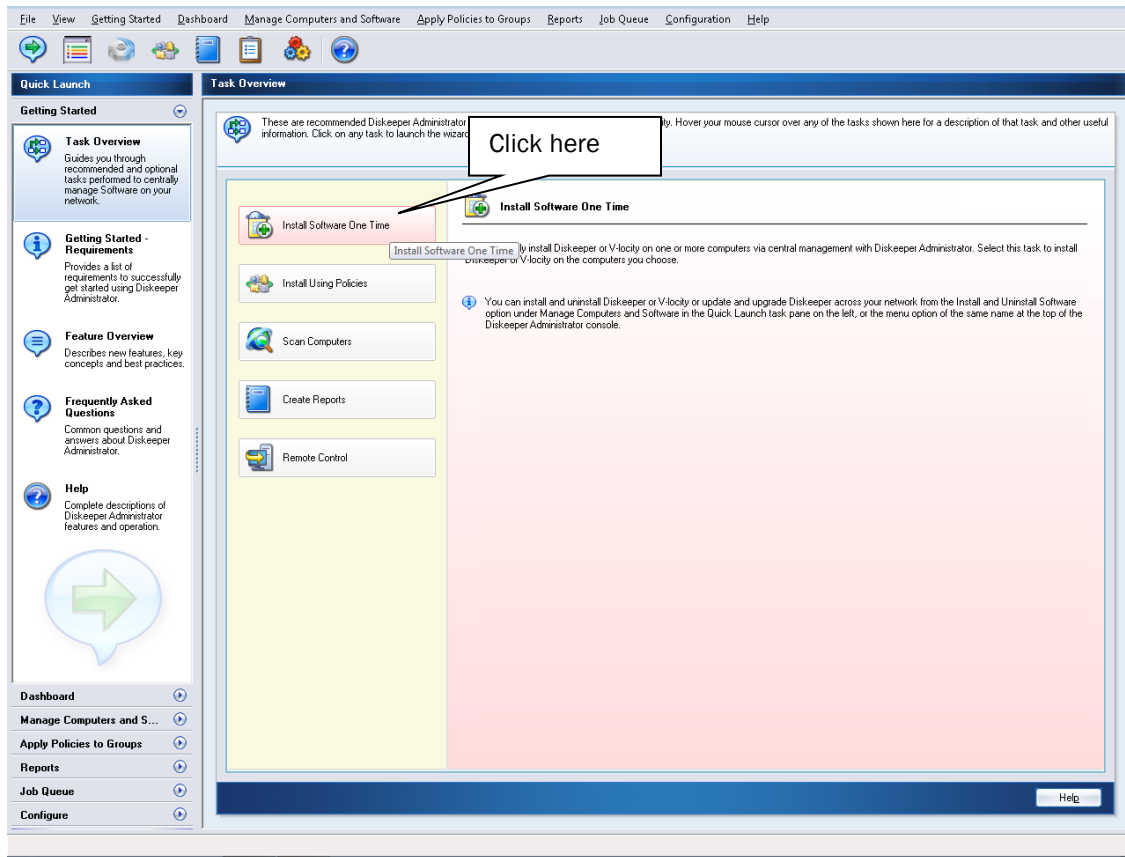 File View Getting Started Dashboard Manage Computers and Software Apply Policies to Groups Reports Job Queue Configuration Help
Quick Launch
Getting Started
Task Overview
Guides you through
recommended and optional
tasks performed to centrally
manage Software on your
network.
Getting Started -
Requirements
Provides a list of
requirements to successfully
get started using Diskeeper
Administrator.
Feature Overview
Describes new features, key
concepts and best practices.
Frequently Asked
Questions
Common questions and
answers about Diskeeper
Administrator.
Help
Complete descriptions of
Diskeeper Administrator
features and operation.
Dashboard
Manage Computers and S...
Apply Policies to Groups
Reports
Job Queue
Configure
Task Overview
These are recommended Diskeeper Administrator Hover your mouse cursor over any of the tasks shown here for a description of that task and other useful
information. Click on any task to launch the wizard
Click here
Install Software One Time
Install Software One Time
Install Using Policies
Scan Computers
Create Reports
Remote Control
Install Software One Time
install Diskeeper or V-locity on one or more computers via central management with Diskeeper Administrator. Select this task to install
Diskeeper or V-locity on the computers you choose.
You can install and uninstall Diskeeper or V-locity or update and upgrade Diskeeper across your network from the Install and Uninstall Software
option under Manage Computers and Software in the Quick Launch task pane on the left, or the menu option of the same name at the top of the
Diskeeper Administrator console.
Help